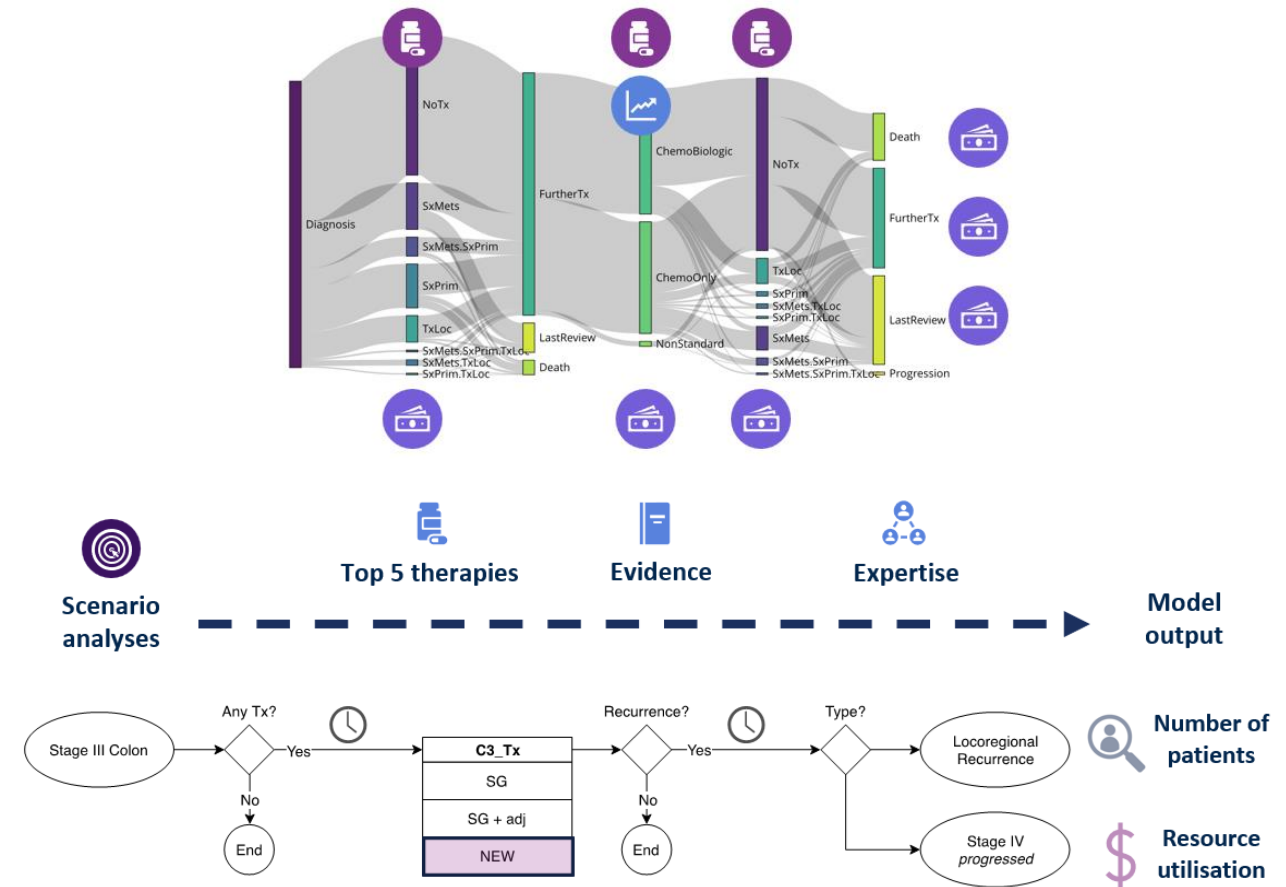 Diagnosis
NoTx
SxMets
SxMets.SxPrim
SxPrim
TxLoc
SxMets.SxPrim.TxLoc
SxMets.TxLoc
SxPrim.TxLoc
FurtherTx
LastReview
Death
ChemoBiologic
ChemoOnly
NonStandard
NoTx
TxLoc
SxPrim
SxMets.TxLoc
SxPrim.TxLoc
SxMets
SxMets.SxPrim
SxMets.SxPrim.TxLoc
Death
FurtherTx
LastReview
Progression
Scenario
analyses
Top 5 therapies
Evidence
Expertise
Model
output
Stage III Colon
Any Tx?
Yes
No
End
C3_Tx
SG
SG + adj
NEW
Recurrence?
Yes
No
End
Type?
Locoregional
Recurrence
Stage IV
progressed
Number of
patients
$
Resource
utilisation